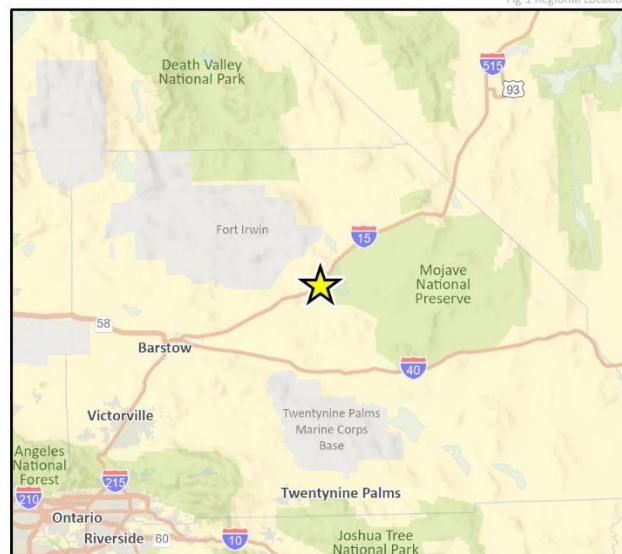 Fig 1 Regional Locatio
Death Valley
National Park
515
93
Fort Irwin
15
Mojave
National
Preserve
58
Barstow
40
Victorville
Twentynine Palms
Marine Corps
Base
Angeles
National
Forest
215
210
Twentynine Palms
Ontario
Riverside
60
10
Joshua Tree
National Park